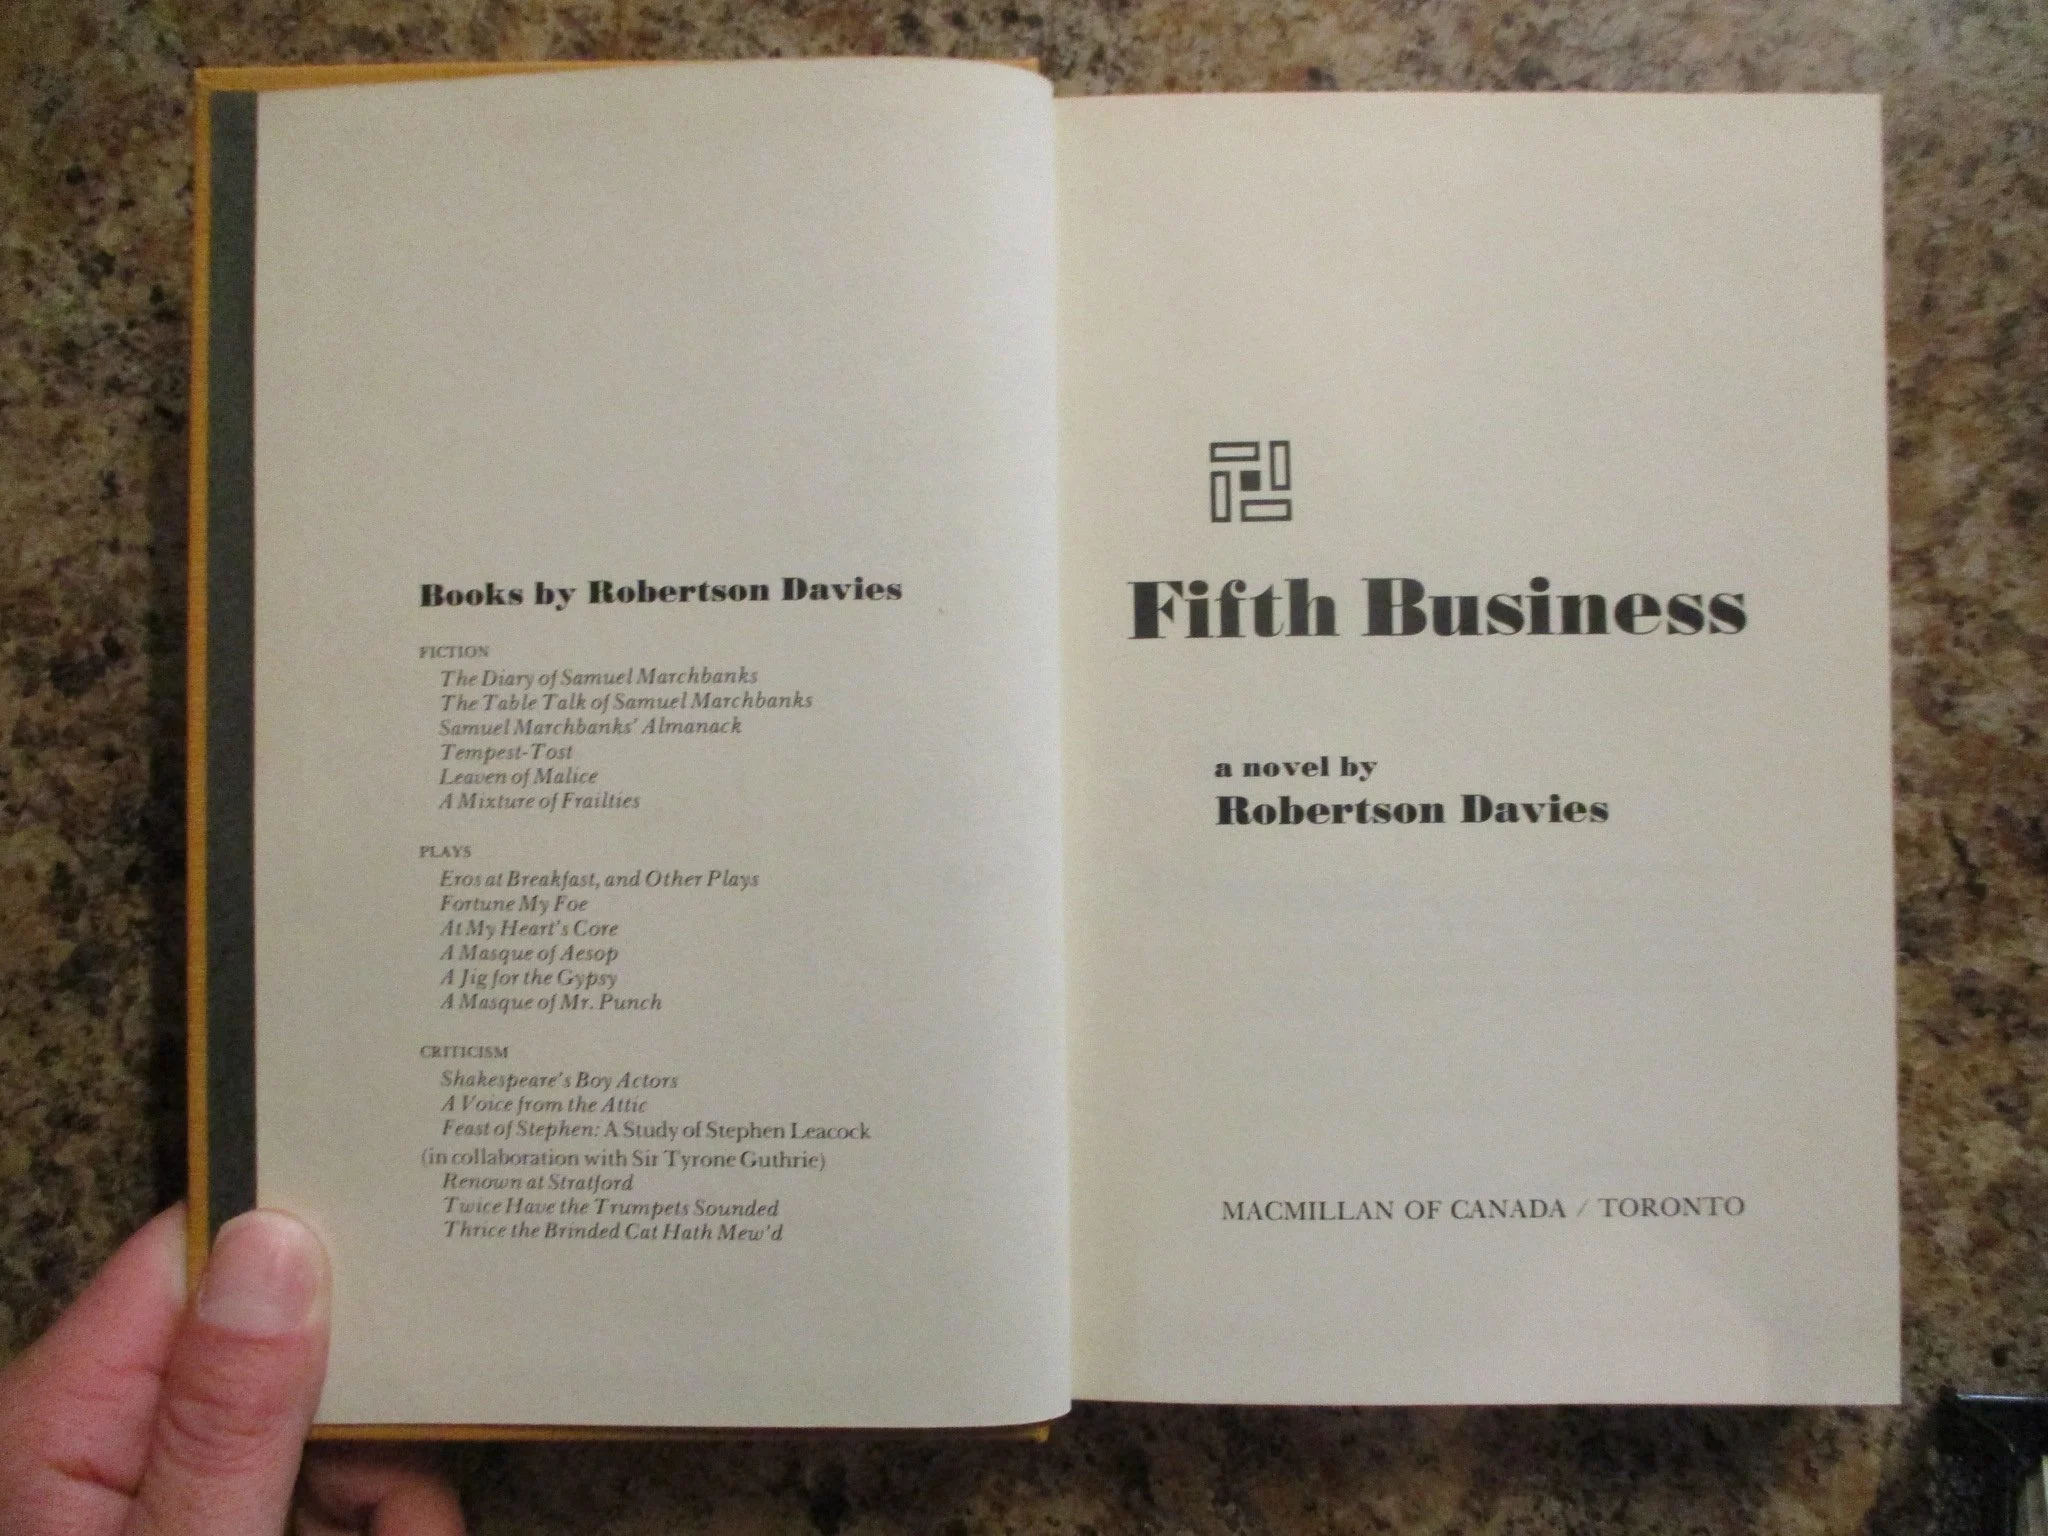 Books by Robertson Davies
FICTION
The Diary of Samuel Marchbanks
The Table Talk of Samuel Marchbanks
Samuel Marchbanks' Almanack
Tempest-Tost
Leaven of Malice
A Mixture of Frailties
PLAYS
Eros at Breakfast, and Other Plays
Fortune My Foe
At My Heart's Core
A Masque of Aesop
A Jig for the Gypsy
A Masque of Mr. Punch
CRITICISM
Shakespeare's Boy Actors
A Voice from the Attic
Feast of Stephen: A Study of Stephen Leacock
(in collaboration with Sir Tyrone Guthrie)
Renown at Stratford
Twice Have the Trumpets Sounded
Thrice the Brinded Cat Hath Mew'd
Fifth Business
a novel by
Robertson Davies
MACMILLAN OF CANADA / TORONTO